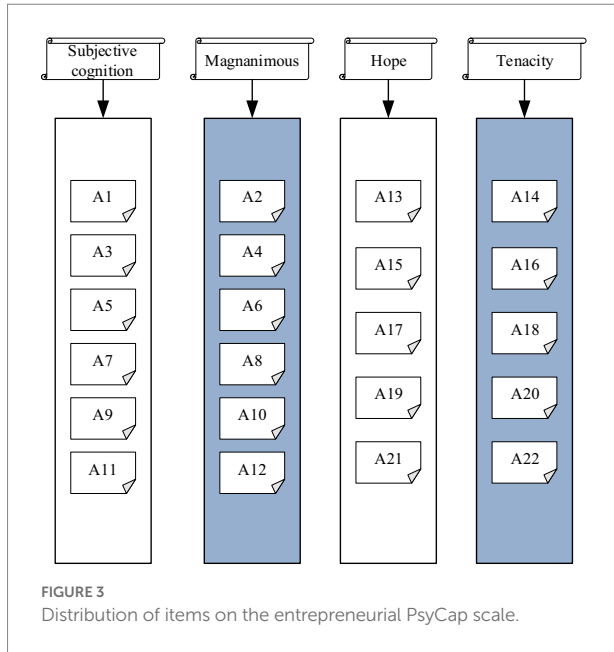 Subjective
cognition
Magnanimous
Hope
Tenacity
A1
A2
A13
A14
A3
A4
A15
A16
A5
A6
A17
A18
A7
A8
A19
A20
A9
A10
A21
A22
A11
A12
FIGURE 3
Distribution of items on the entrepreneurial PsyCap scale.